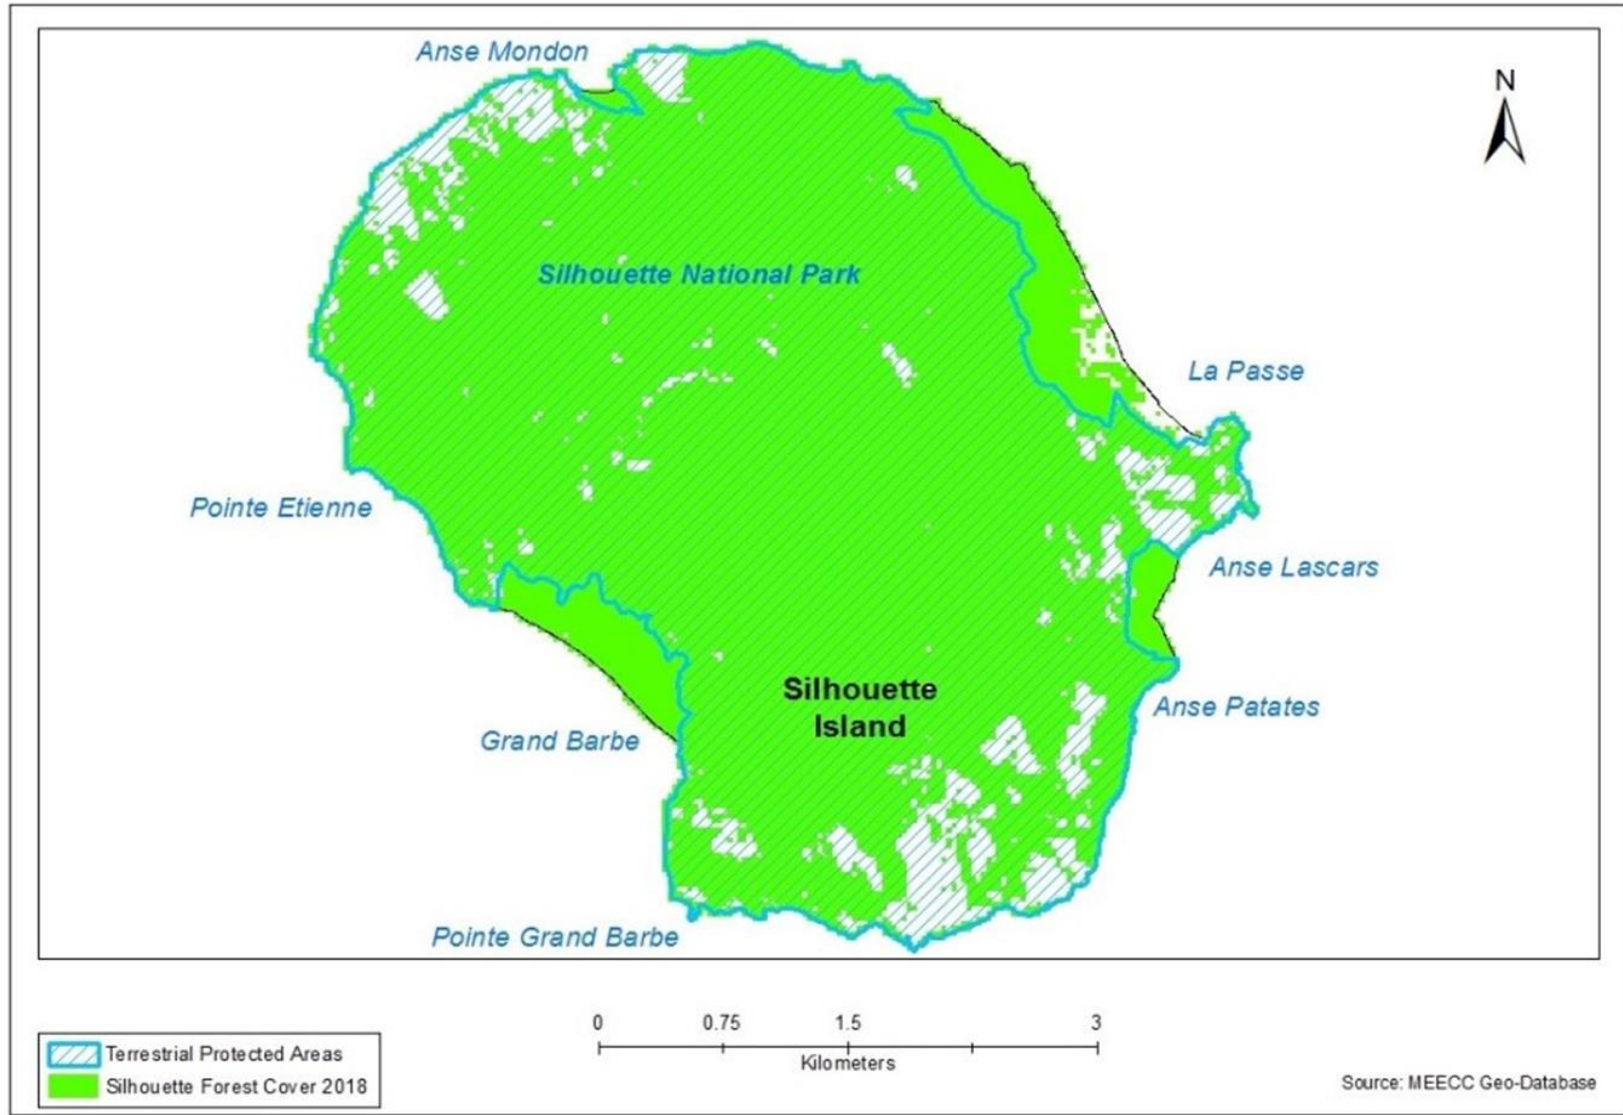 Anse Mondon
N
Silhouette National Park
La Passe
Pointe Etienne
Anse Lascars
Silhouette
Island
Anse Patates
Grand Barbe
Pointe Grand Barbe
0 0.75 1.5 3
Kilometers
Terrestrial Protected Areas
Silhouette Forest Cover 2018
Source: MEECC Geo-Database